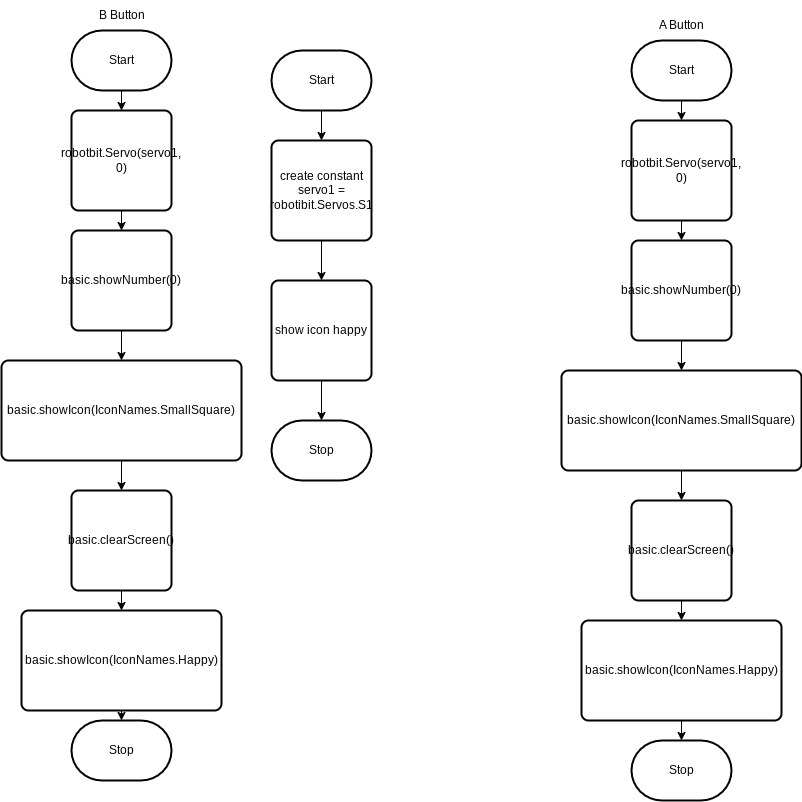 B Button
Start
robotbit.Servo(servo1,
0)
basic.showNumber(0)
basic.showIcon(IconNames.SmallSquare)
basic.clearScreen()
basic.showIcon(IconNames.Happy)
Stop
Start
create constant
servo1 =
robotibit.Servos.S1
show icon happy
Stop
A Button
Start
robotbit.Servo(servo1,
0)
basic.showNumber(0)
basic.showIcon(IconNames.SmallSquare)
basic.clearScreen()
basic.showIcon(IconNames.Happy)
Stop